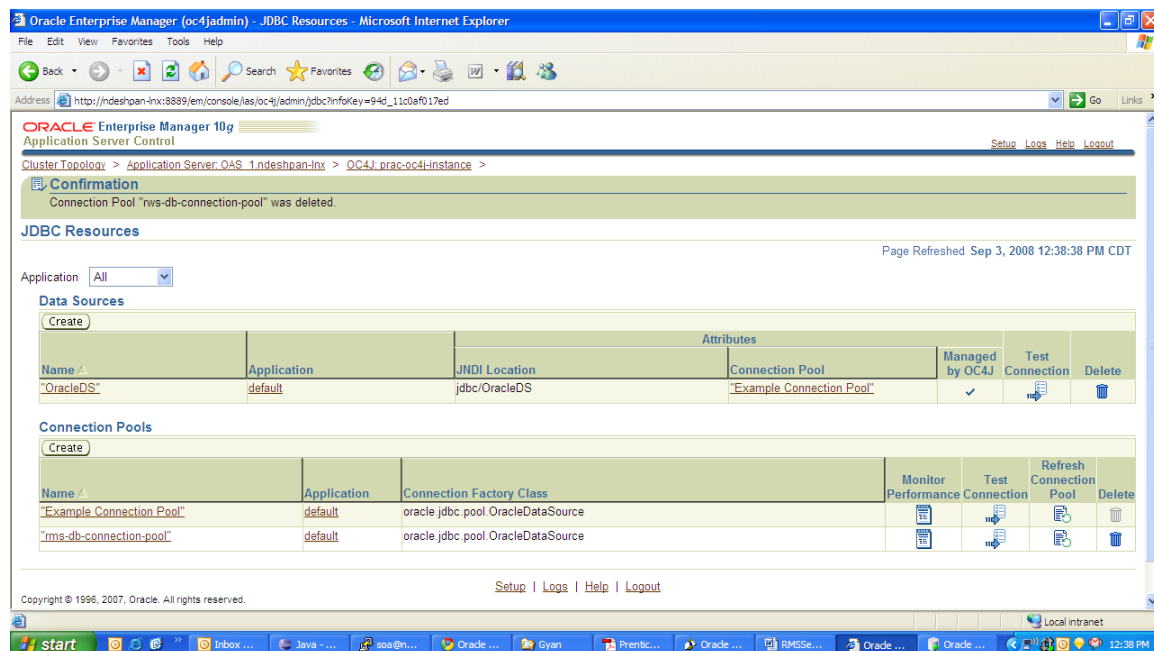 Oracle Enterprise Manager (oc4jadmin) - JDBC Resources - Microsoft Internet Explorer
File Edit View Favorites Tools Help
Back Search Favorites
Address http://ndeshpan-lnx:8889/em/console/ias/oc4j/admin/jdbc?infoKey=94d_11c0af017ed Go Links
ORACLE Enterprise Manager 10g
Application Server Control
Setup Logs Help Logout
Cluster Topology > Application Server: OAS_1.ndeshpan-lnx > OC4J: prac-oc4j-instance >
Confirmation
Connection Pool "rws-db-connection-pool" was deleted.
JDBC Resources
Page Refreshed Sep 3, 2008 12:38:38 PM CDT
Application All
Data Sources
Create
Attributes
Name Application JNDI Location Connection Pool Managed by OC4J Test Connection Delete
"OracleDS" default jdbc/OracleDS "Example Connection Pool"
Connection Pools
Create
Name Application Connection Factory Class Monitor Performance Test Connection Refresh Connection Pool Delete
"Example Connection Pool" default oracle.jdbc.pool.OracleDataSource
"rms-db-connection-pool" default oracle.jdbc.pool.OracleDataSource
Setup | Logs | Help | Logout
Copyright © 1996, 2007, Oracle. All rights reserved.
Local intranet
start Inbox ... Java - ... soa@n... Oracle ... Gyan Prentic... Oracle ... RMSSe... Oracle ... Oracle ... 12:38 PM